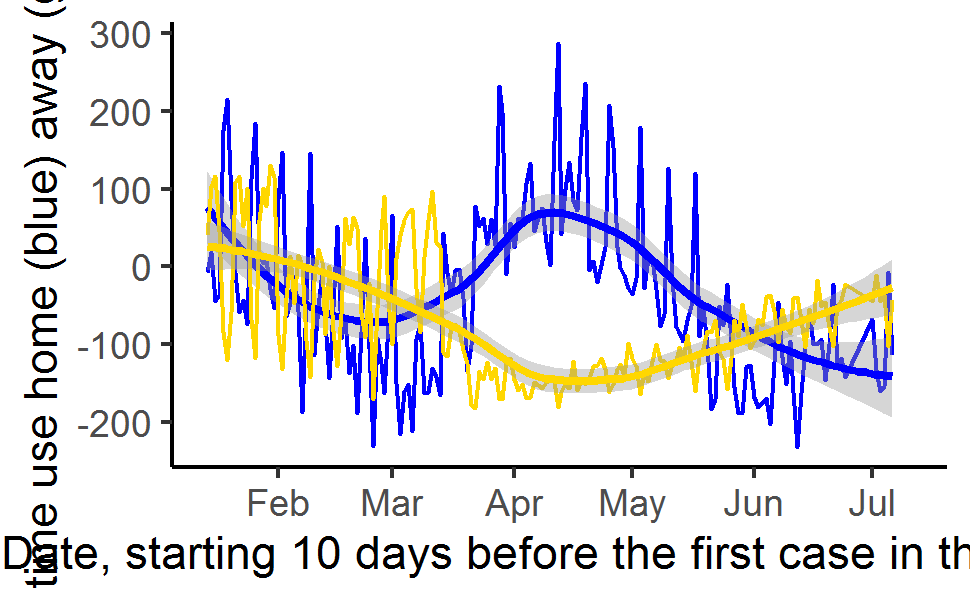 time use home (blue) away (g
300
200
100
0
-100
-200
Feb Mar Apr May Jun Jul
Date, starting 10 days before the first case in th